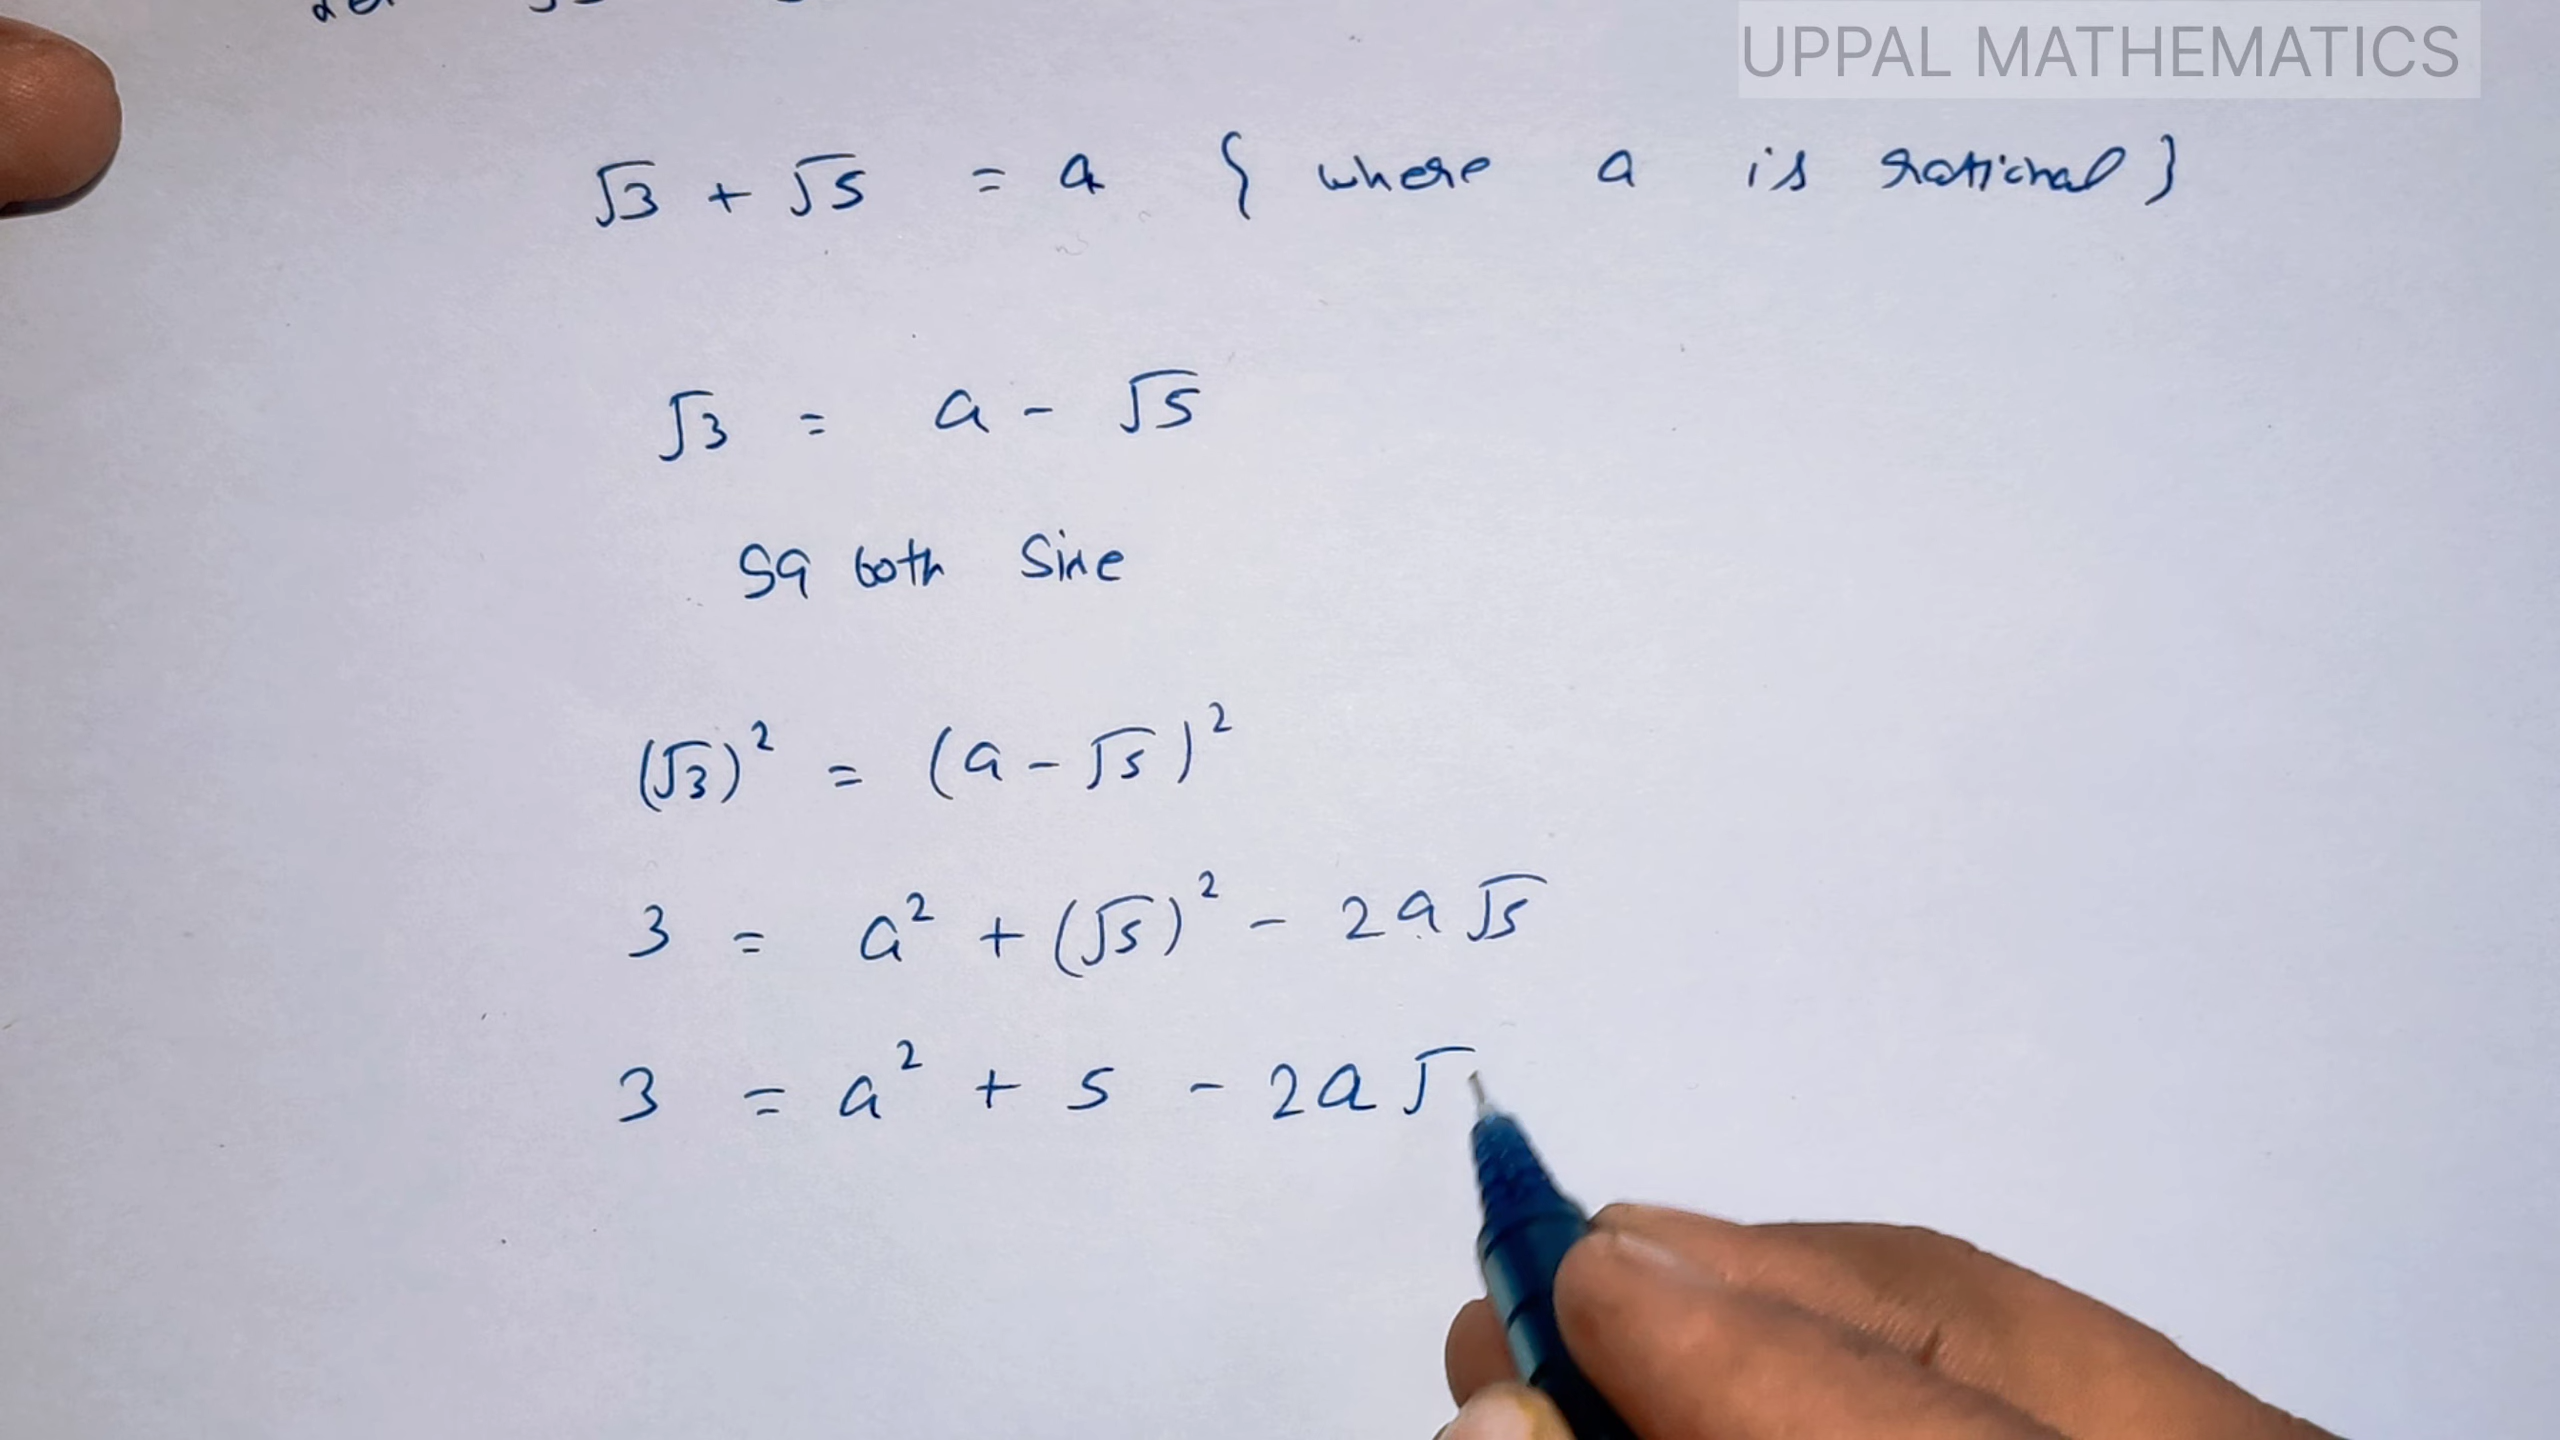 UPPAL MATHEMATICS
√3 + √5 = a { where a is rational }
√3 = a - √5
Sq both Side
(√3)² = (a - √5)²
3 = a² + (√5)² - 2a√5
3 = a² + 5 - 2a√